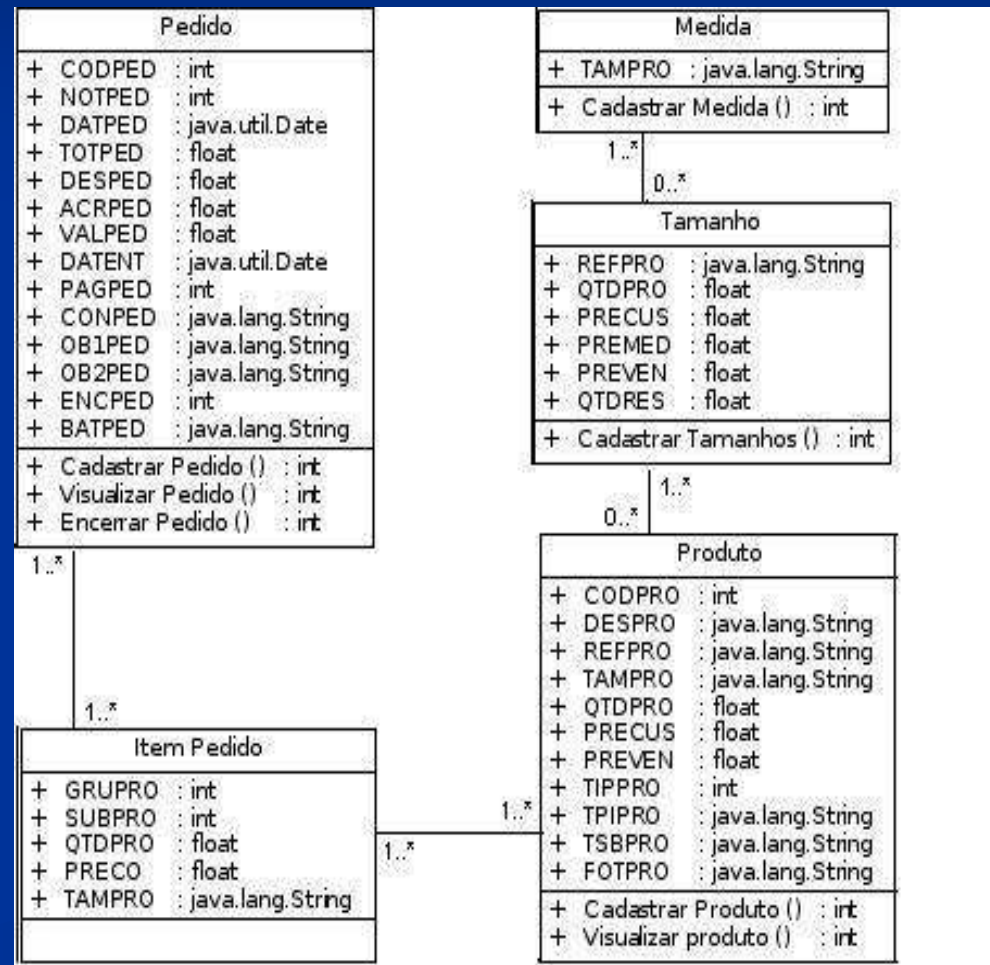 Pedido
+ CODPED : int
+ NOTPED : int
+ DATPED : java.util.Date
+ TOTPED : float
+ DESPED : float
+ ACRPED : float
+ VALPED : float
+ DATENT : java.util.Date
+ PAGPED : int
+ CONPED : java.lang.String
+ OB1PED : java.lang.String
+ OB2PED : java.lang.String
+ ENCPED : int
+ BATPED : java.lang.String
+ Cadastrar Pedido () : int
+ Visualizar Pedido () : int
+ Encerrar Pedido () : int
1..*
1..*
Item Pedido
+ GRUPRO : int
+ SUBPRO : int
+ QTDPRO : float
+ PRECO : float
+ TAMPRO : java.lang.String
1..*
1..*
Medida
+ TAMPRO : java.lang.String
+ Cadastrar Medida () : int
1..*
0..*
Tamanho
+ REFPRO : java.lang.String
+ QTDPRO : float
+ PRECUS : float
+ PREMED : float
+ PREVEN : float
+ QTDRES : float
+ Cadastrar Tamanhos () : int
1..*
0..*
Produto
+ CODPRO : int
+ DESPRO : java.lang.String
+ REFPRO : java.lang.String
+ TAMPRO : java.lang.String
+ QTDPRO : float
+ PRECUS : float
+ PREVEN : float
+ TIPPRO : int
+ TPIPRO : java.lang.String
+ TSBPRO : java.lang.String
+ FOTPRO : java.lang.String
+ Cadastrar Produto () : int
+ Visualizar produto () : int